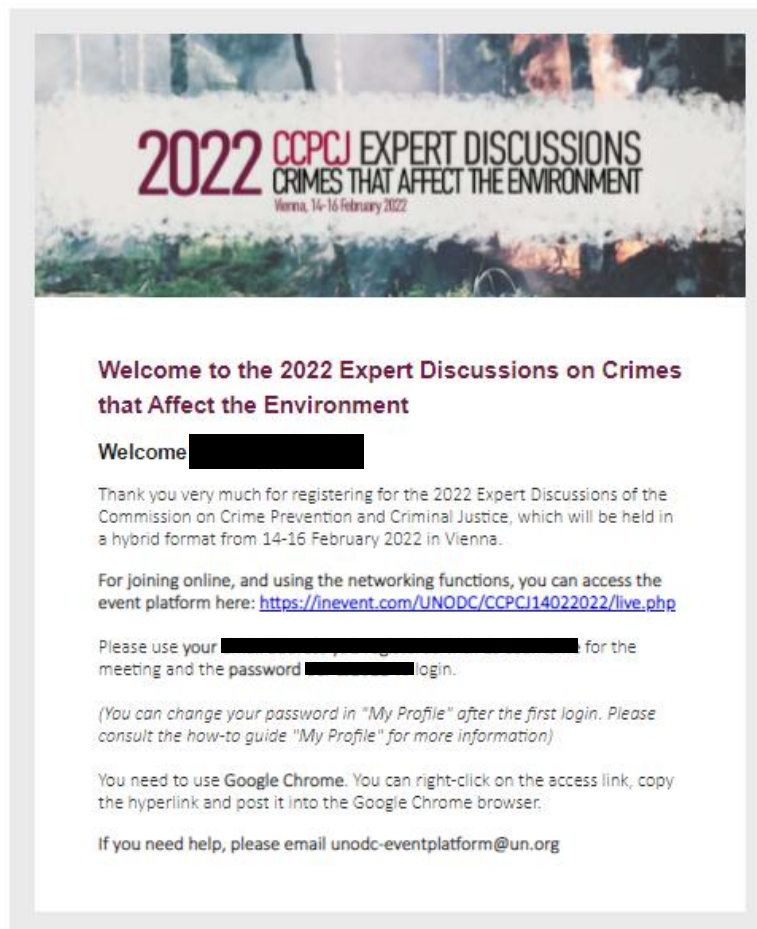 2022 CCPCJ EXPERT DISCUSSIONS
CRIMES THAT AFFECT THE ENVIRONMENT
Vienna, 14-16 February 2022
Welcome to the 2022 Expert Discussions on Crimes
that Affect the Environment
Welcome
Thank you very much for registering for the 2022 Expert Discussions of the
Commission on Crime Prevention and Criminal Justice, which will be held in
a hybrid format from 14-16 February 2022 in Vienna.
For joining online, and using the networking functions, you can access the
event platform here: https://inevent.com/UNODC/CCPCJ14022022/live.php
Please use your for the
meeting and the password login.
(You can change your password in "My Profile" after the first login. Please
consult the how-to guide "My Profile" for more information)
You need to use Google Chrome. You can right-click on the access link, copy
the hyperlink and post it into the Google Chrome browser.
If you need help, please email unodc-eventplatform@un.org